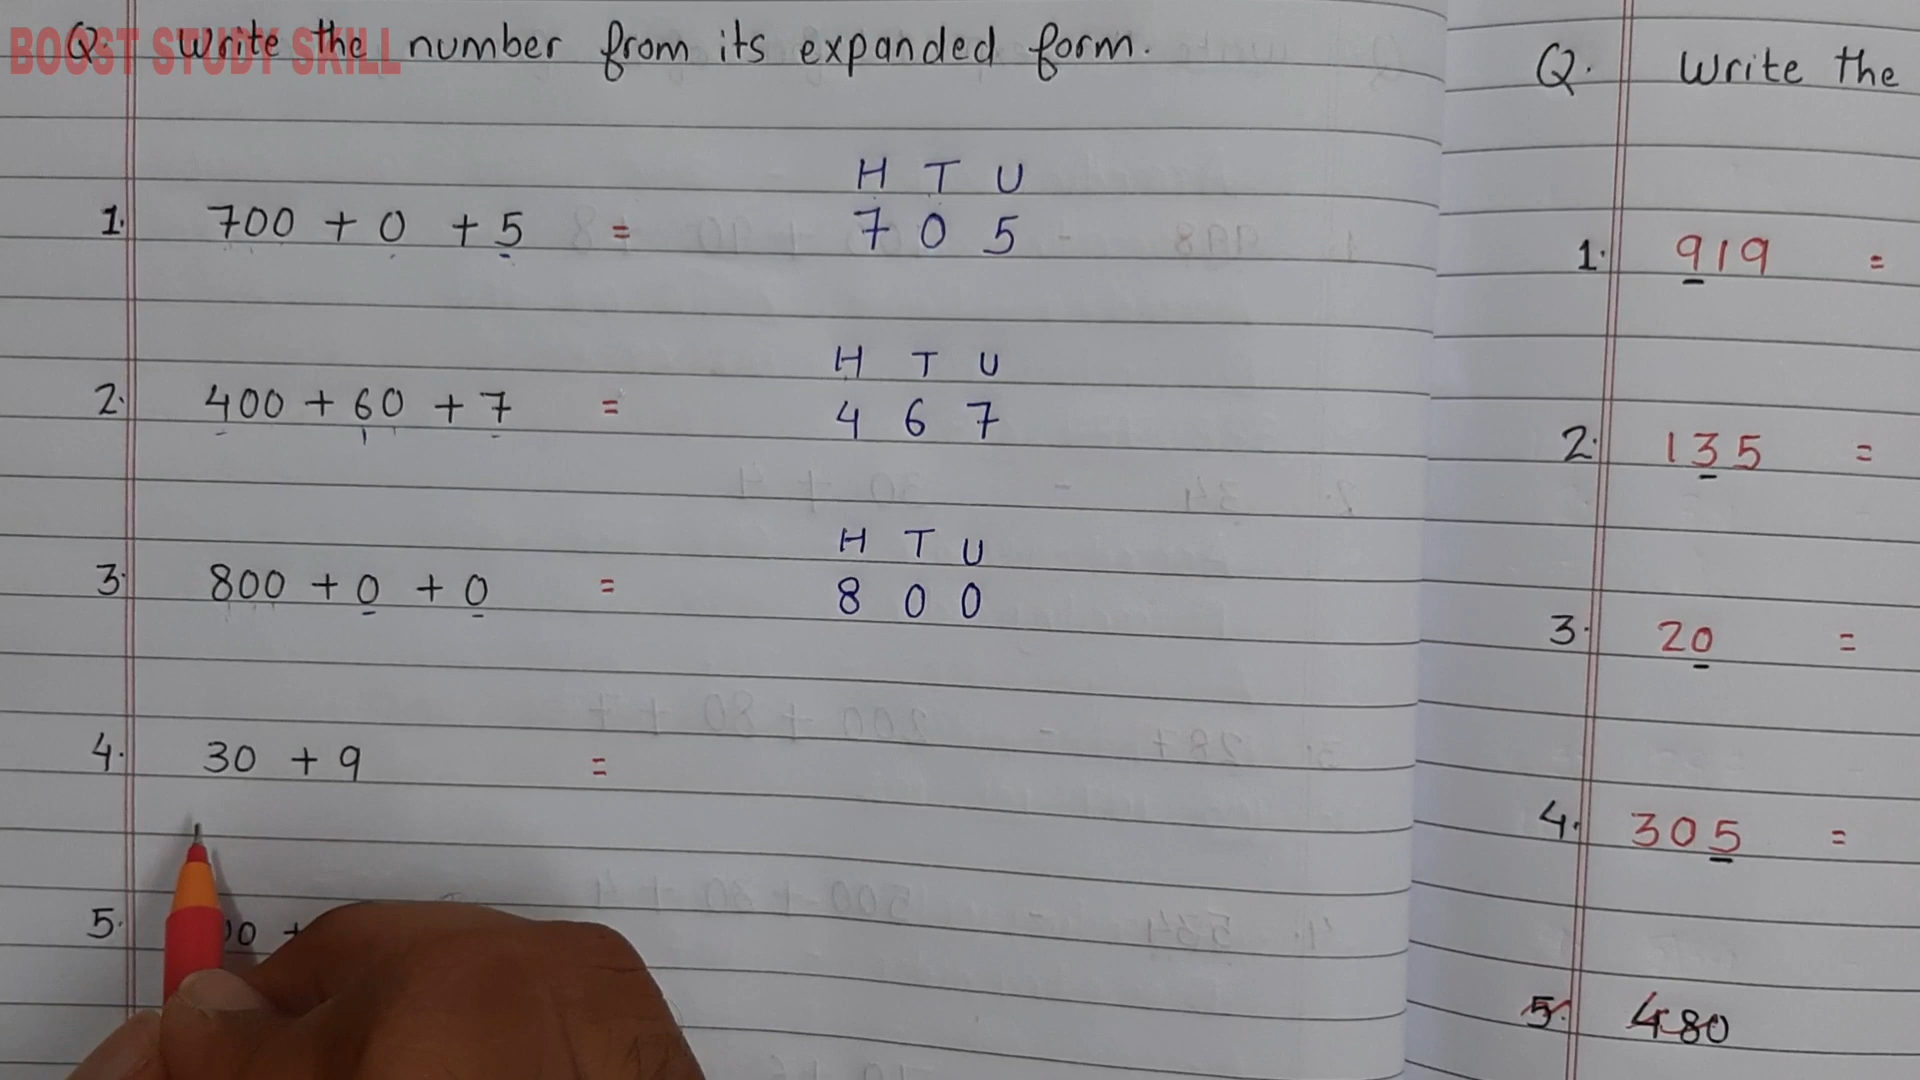 BOOST STUDY SKILL
Q. Write the number from its expanded form.
H T U
1. 700 + 0 + 5 = 7 0 5
H T U
2. 400 + 60 + 7 = 4 6 7
H T U
3. 800 + 0 + 0 = 8 0 0
4. 30 + 9 =
5.
Q. Write the
1. 919 =
2. 135 =
3. 20 =
4. 305 =
5. 480